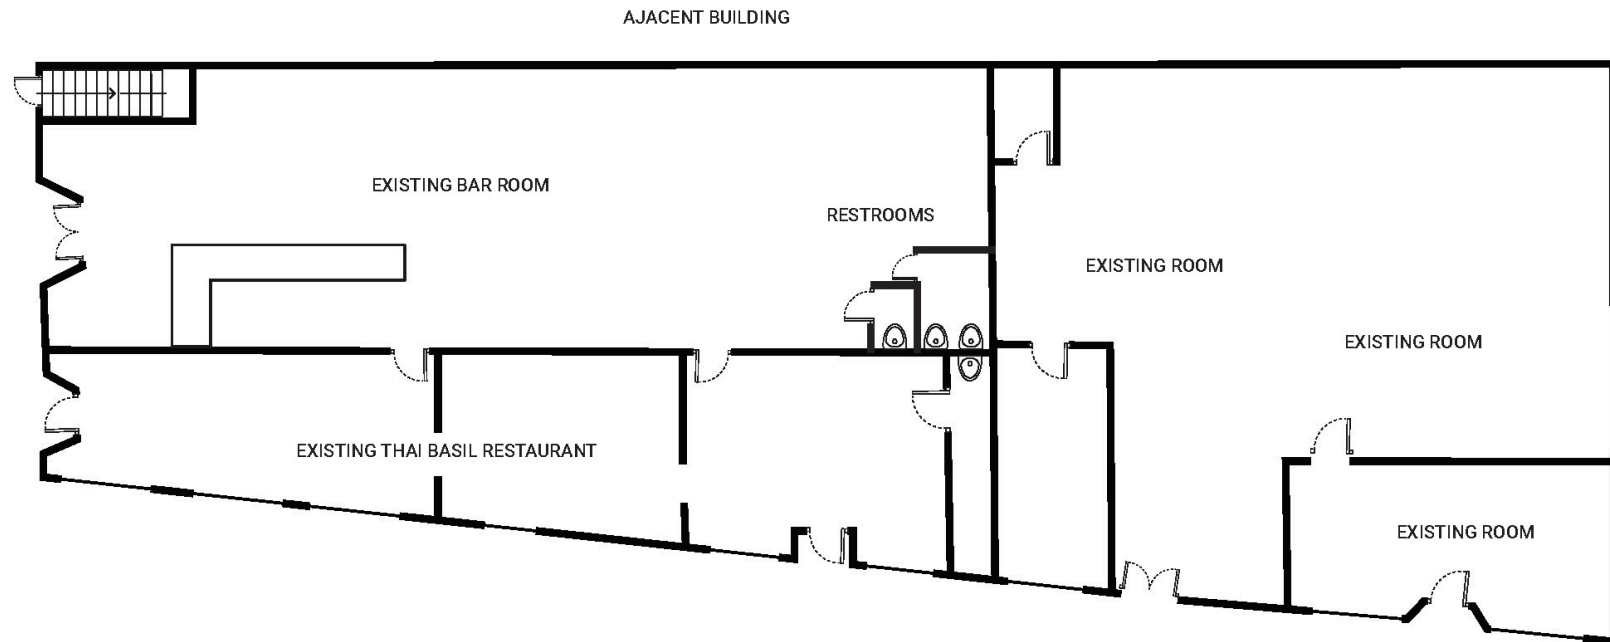 AJACENT BUILDING
EXISTING BAR ROOM
RESTROOMS
EXISTING ROOM
EXISTING ROOM
EXISTING THAI BASIL RESTAURANT
EXISTING ROOM